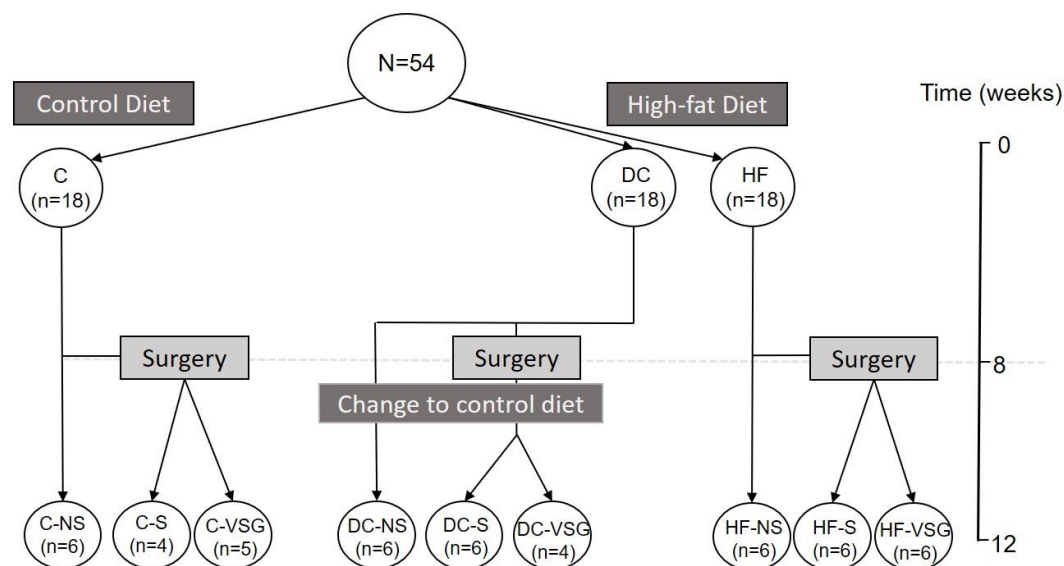 N=54
Control Diet
High-fat Diet
Time (weeks)
0
C
(n=18)
DC
(n=18)
HF
(n=18)
Surgery
Surgery
Surgery
8
Change to control diet
C-NS
(n=6)
C-S
(n=4)
C-VSG
(n=5)
DC-NS
(n=6)
DC-S
(n=6)
DC-VSG
(n=4)
HF-NS
(n=6)
HF-S
(n=6)
HF-VSG
(n=6)
12